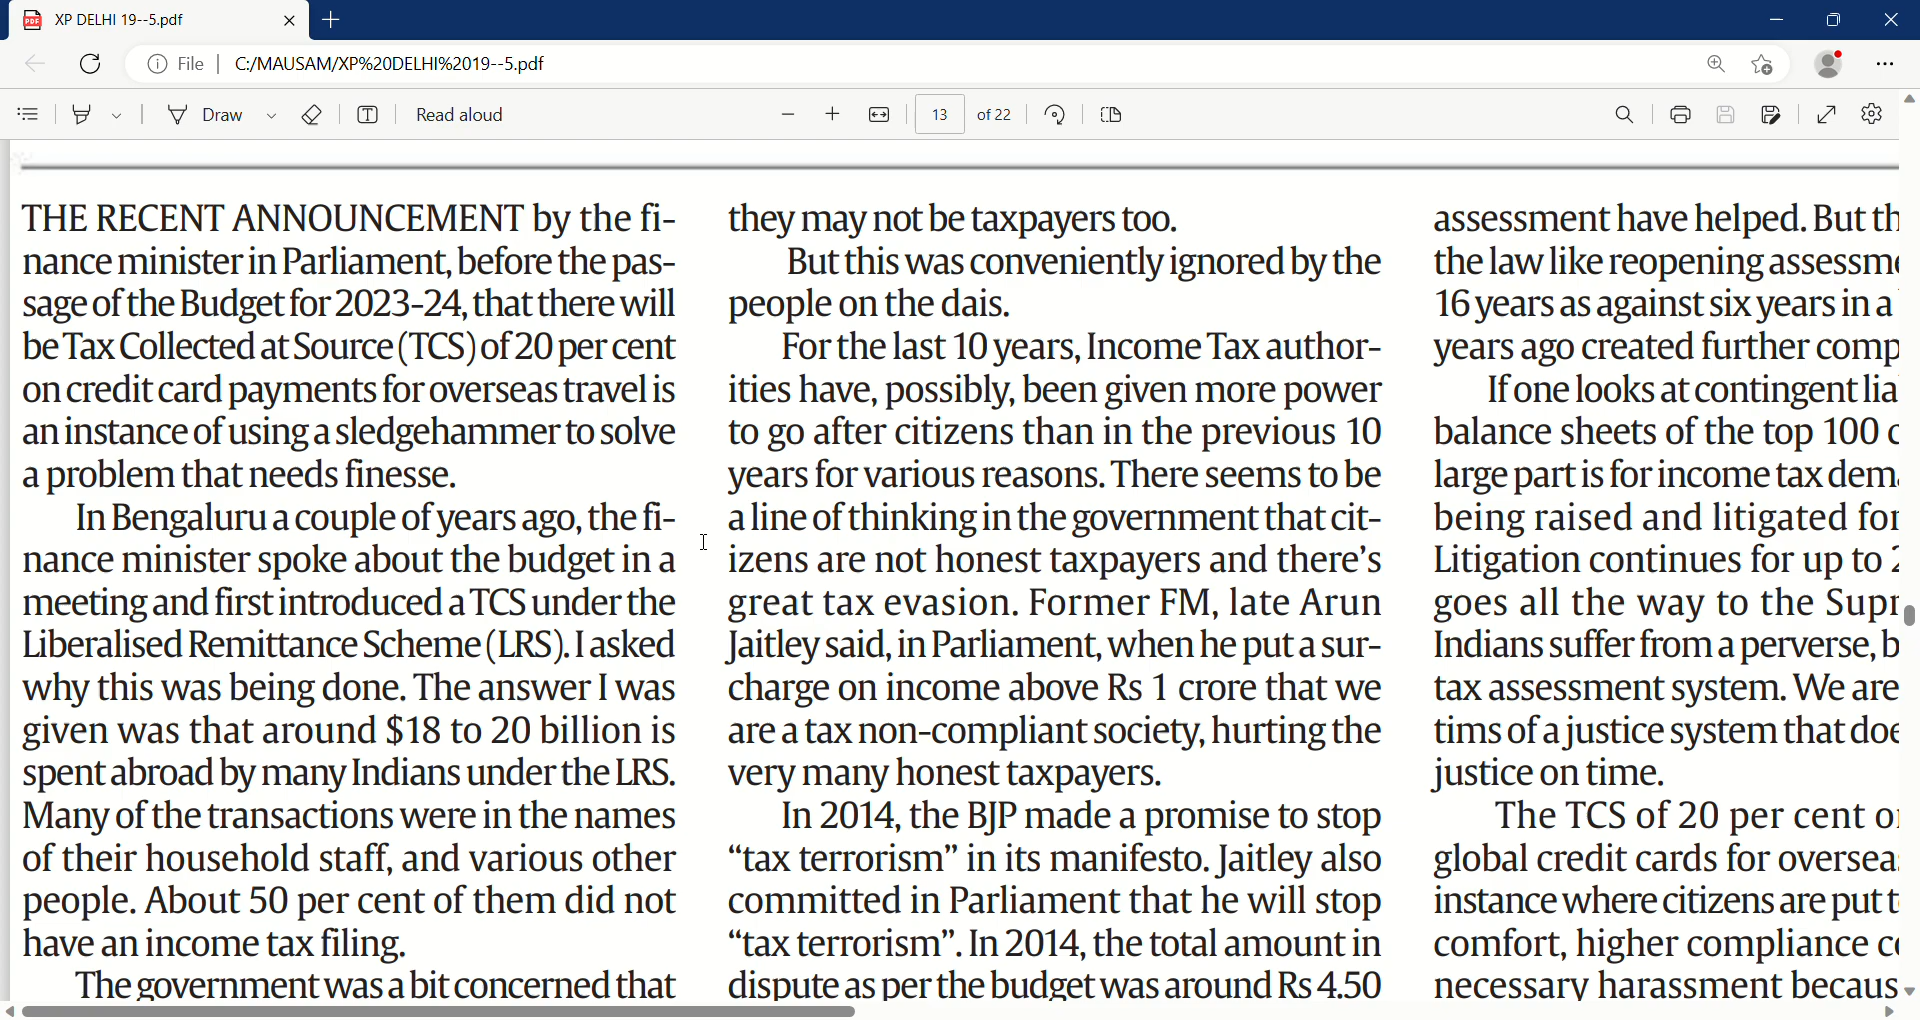 XP DELHI 19--5.pdf
File
C:/MAUSAM/XP%20DELHI%2019--5.pdf
Draw
Read aloud
13 of 22
THE RECENT ANNOUNCEMENT by the fi-
nance minister in Parliament, before the pas-
sage of the Budget for 2023-24, that there will
be Tax Collected at Source (TCS) of 20 per cent
on credit card payments for overseas travel is
an instance of using a sledgehammer to solve
a problem that needs finesse.
In Bengaluru a couple of years ago, the fi-
nance minister spoke about the budget in a
meeting and first introduced a TCS under the
Liberalised Remittance Scheme (LRS). I asked
why this was being done. The answer I was
given was that around $18 to 20 billion is
spent abroad by many Indians under the LRS.
Many of the transactions were in the names
of their household staff, and various other
people. About 50 per cent of them did not
have an income tax filing.
The government was a bit concerned that
they may not be taxpayers too.
But this was conveniently ignored by the
people on the dais.
For the last 10 years, Income Tax author-
ities have, possibly, been given more power
to go after citizens than in the previous 10
years for various reasons. There seems to be
a line of thinking in the government that cit-
izens are not honest taxpayers and there's
great tax evasion. Former FM, late Arun
Jaitley said, in Parliament, when he put a sur-
charge on income above Rs 1 crore that we
are a tax non-compliant society, hurting the
very many honest taxpayers.
In 2014, the BJP made a promise to stop
“tax terrorism” in its manifesto. Jaitley also
committed in Parliament that he will stop
“tax terrorism”. In 2014, the total amount in
dispute as per the budget was around Rs 4.50
assessment have helped. But th
the law like reopening assessme
16 years as against six years in a
years ago created further comp
If one looks at contingent lia
balance sheets of the top 100 c
large part is for income tax dem
being raised and litigated for
Litigation continues for up to 2
goes all the way to the Supr
Indians suffer from a perverse, b
tax assessment system. We are
tims of a justice system that doe
justice on time.
The TCS of 20 per cent o
global credit cards for oversea
instance where citizens are put t
comfort, higher compliance c
necessary harassment becaus